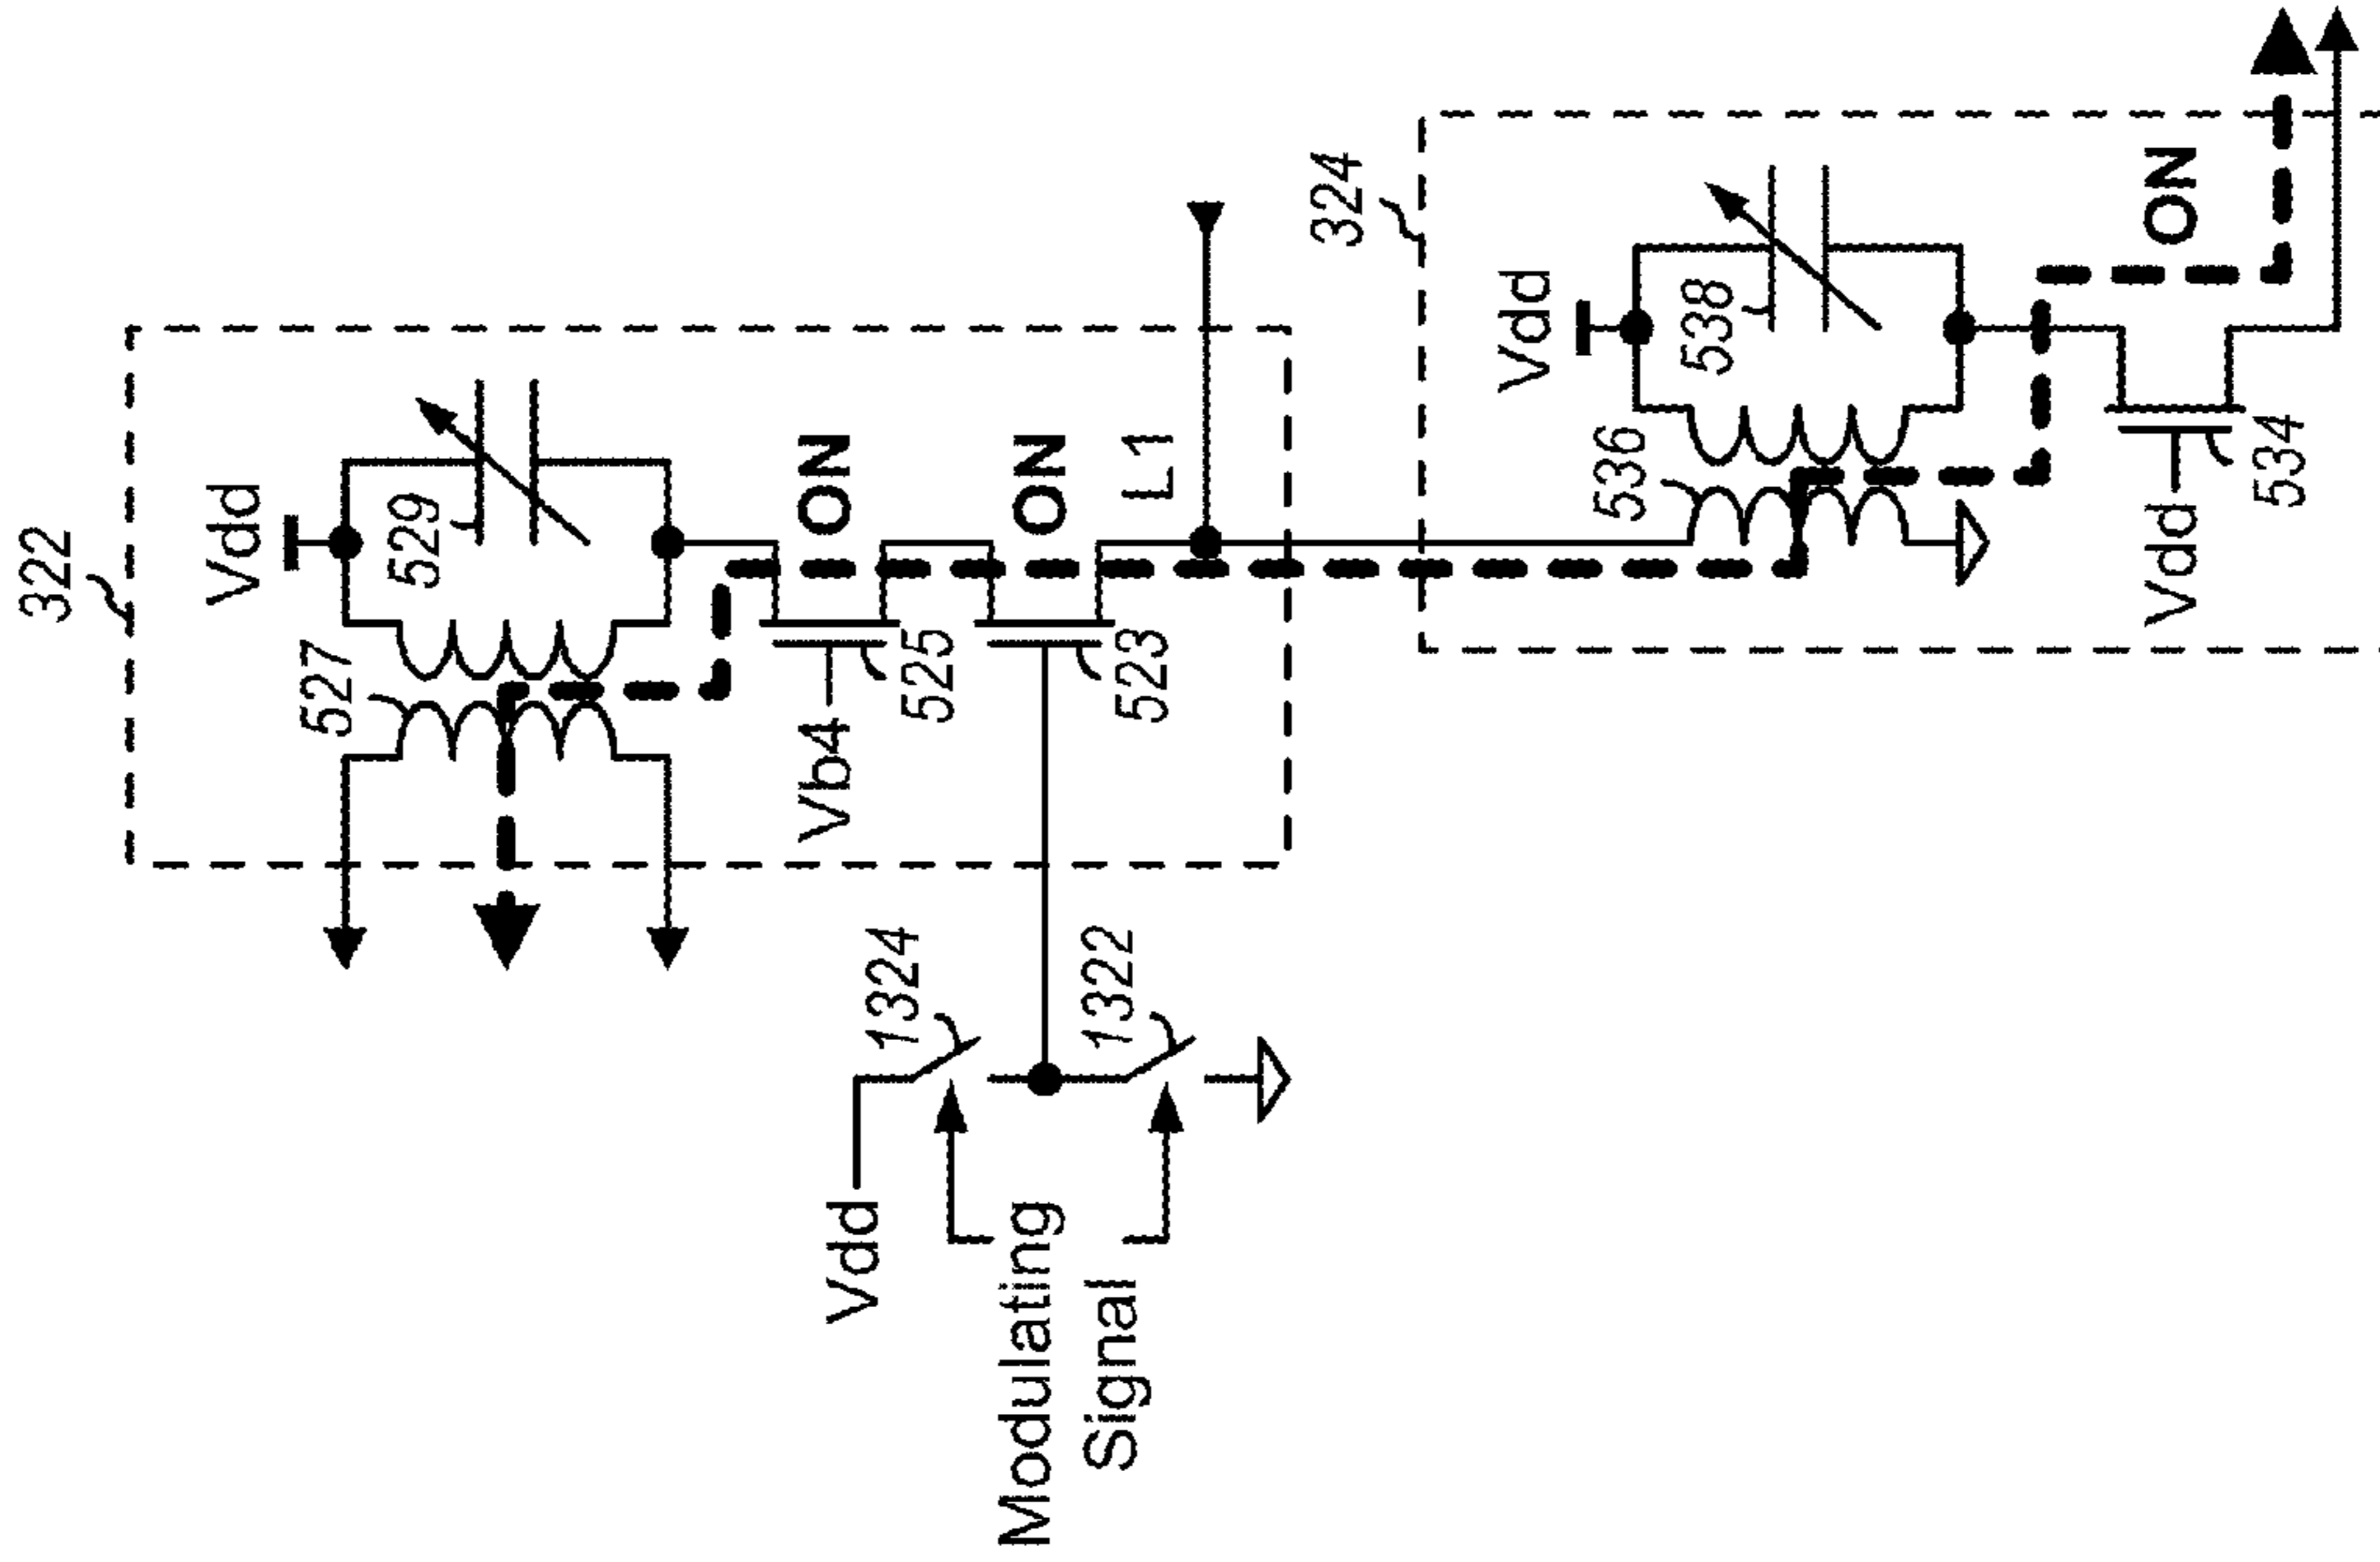 322
Vdd
527
529
Vb4
525
ON
523
ON
L1
Vdd
1324
1322
Modulating
Signal
324
Vdd
536
538
Vdd
534
ON